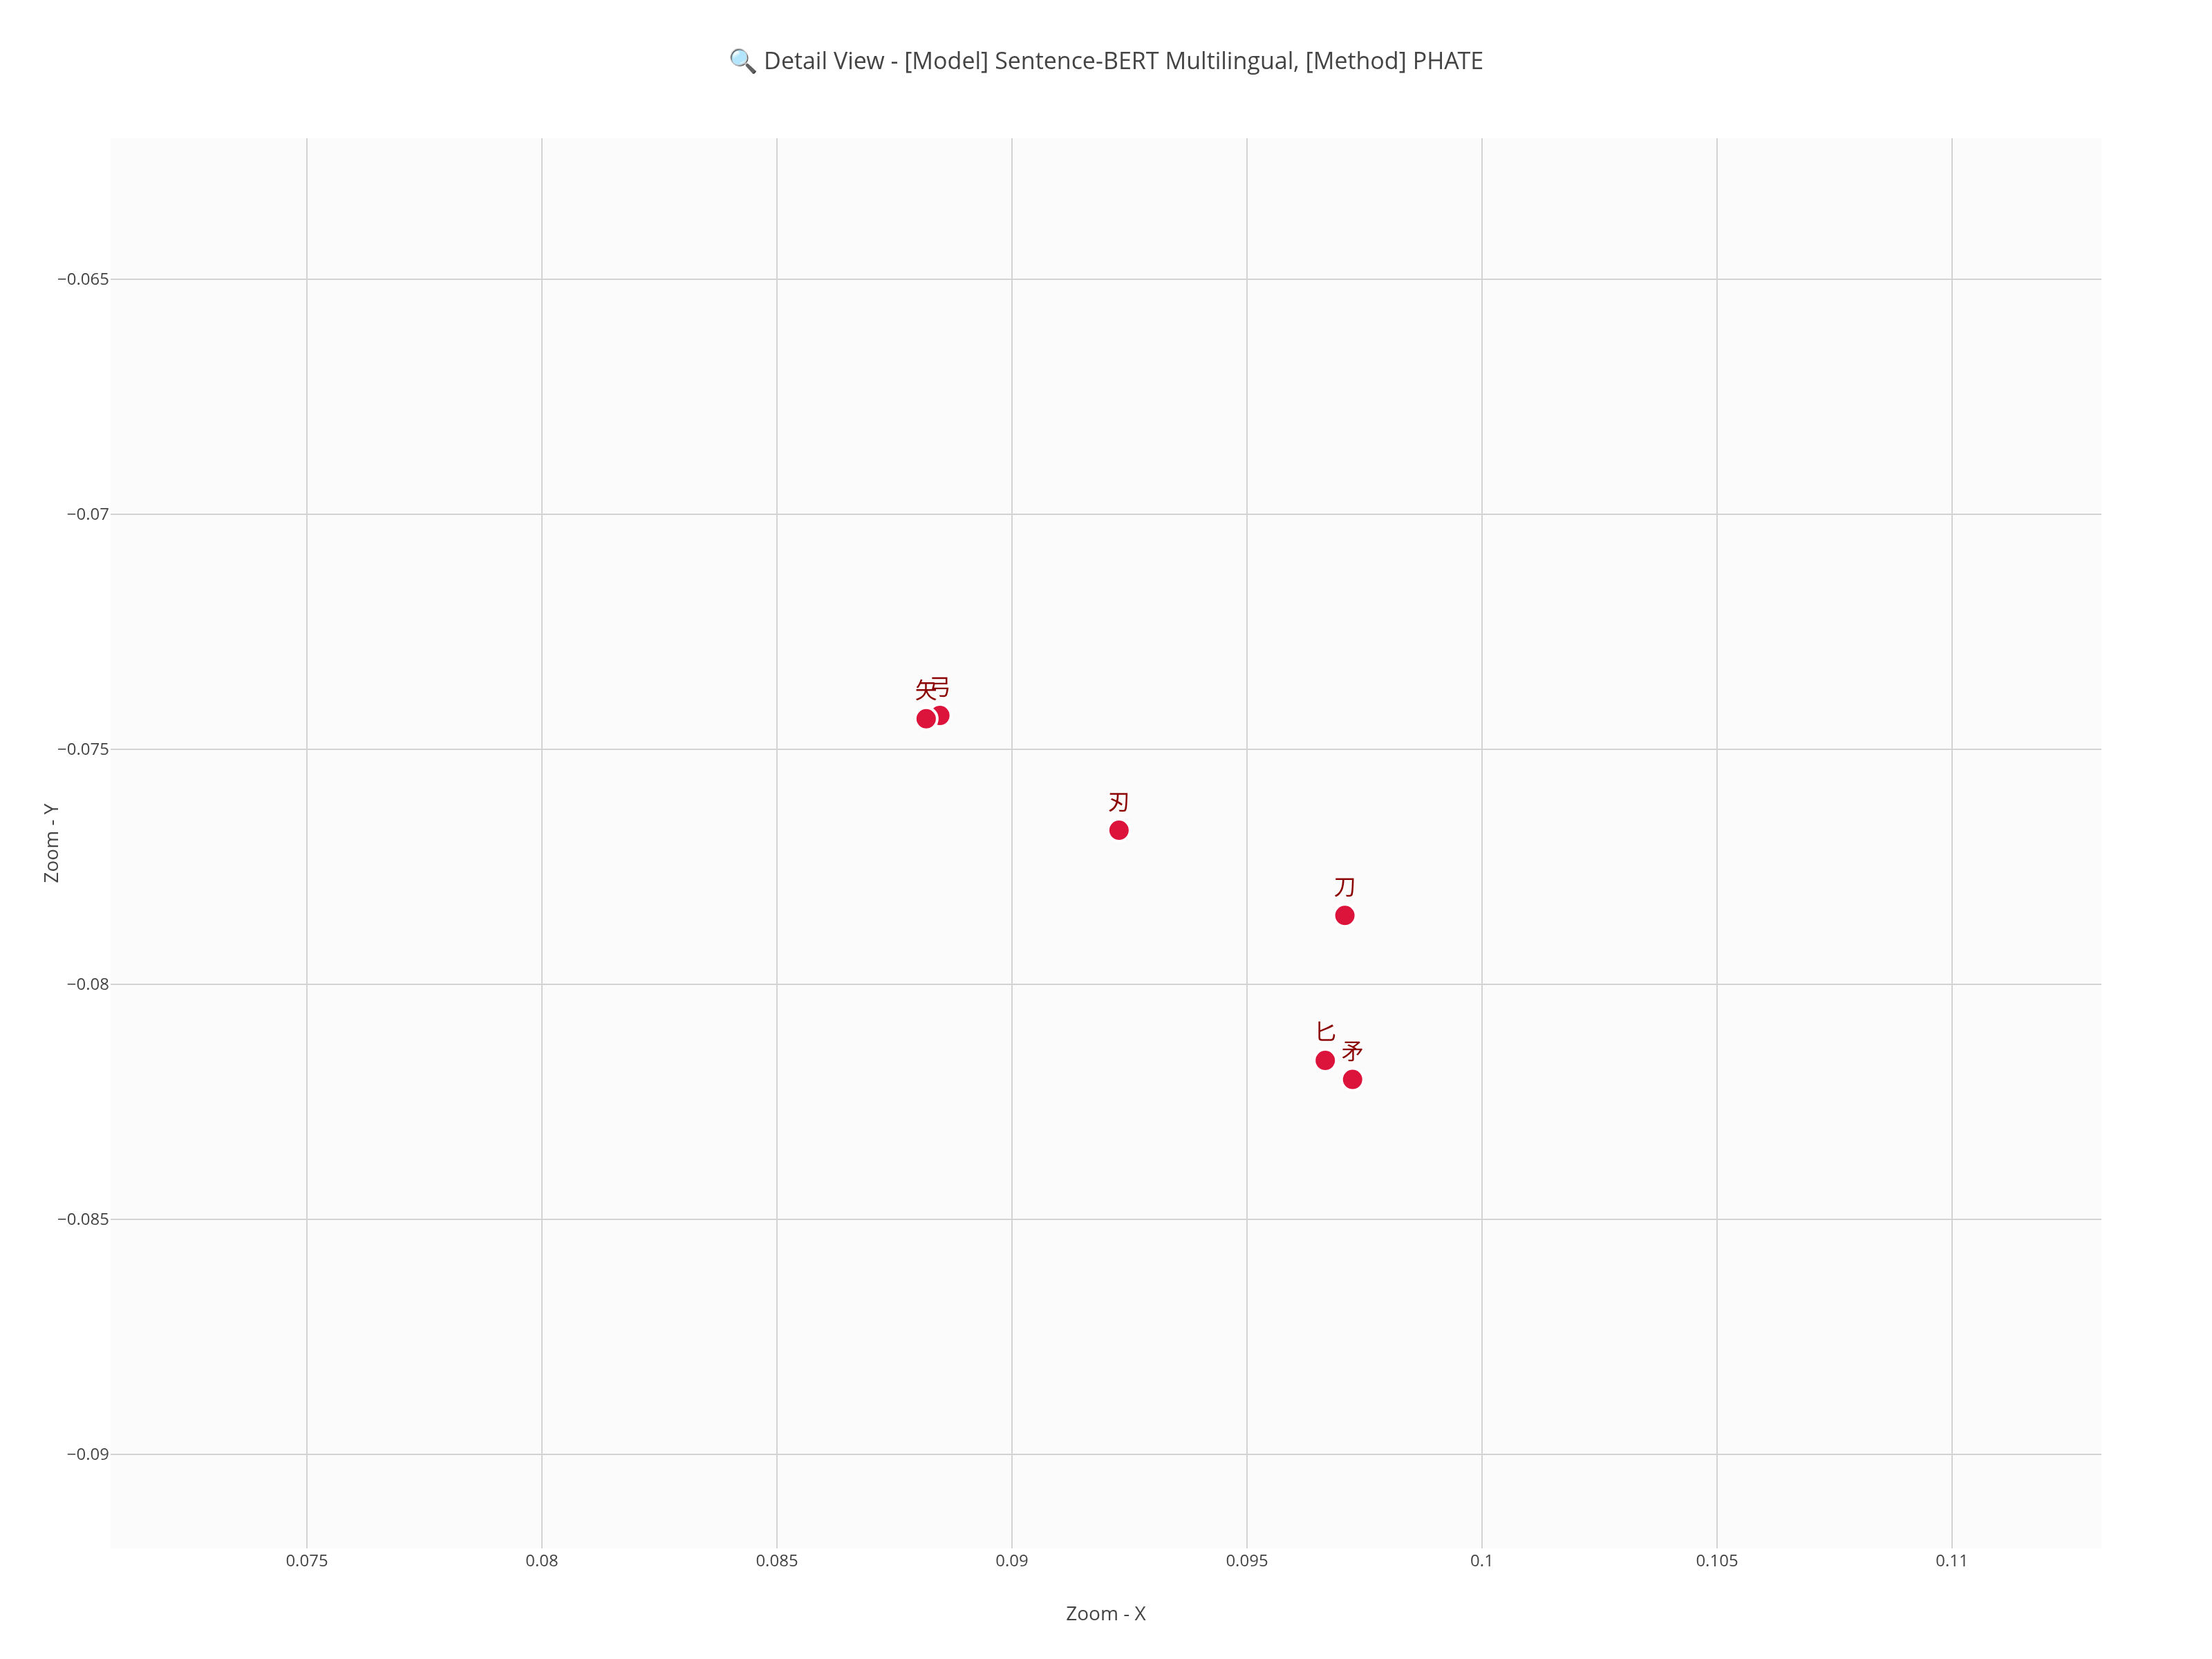 🔍 Detail View - [Model] Sentence-BERT Multilingual, [Method] PHATE
−0.065
−0.07
−0.075
−0.08
−0.085
−0.09
Zoom - Y
矢
弓
刃
刀
匕
矛
0.075
0.08
0.085
0.09
0.095
0.1
0.105
0.11
Zoom - X